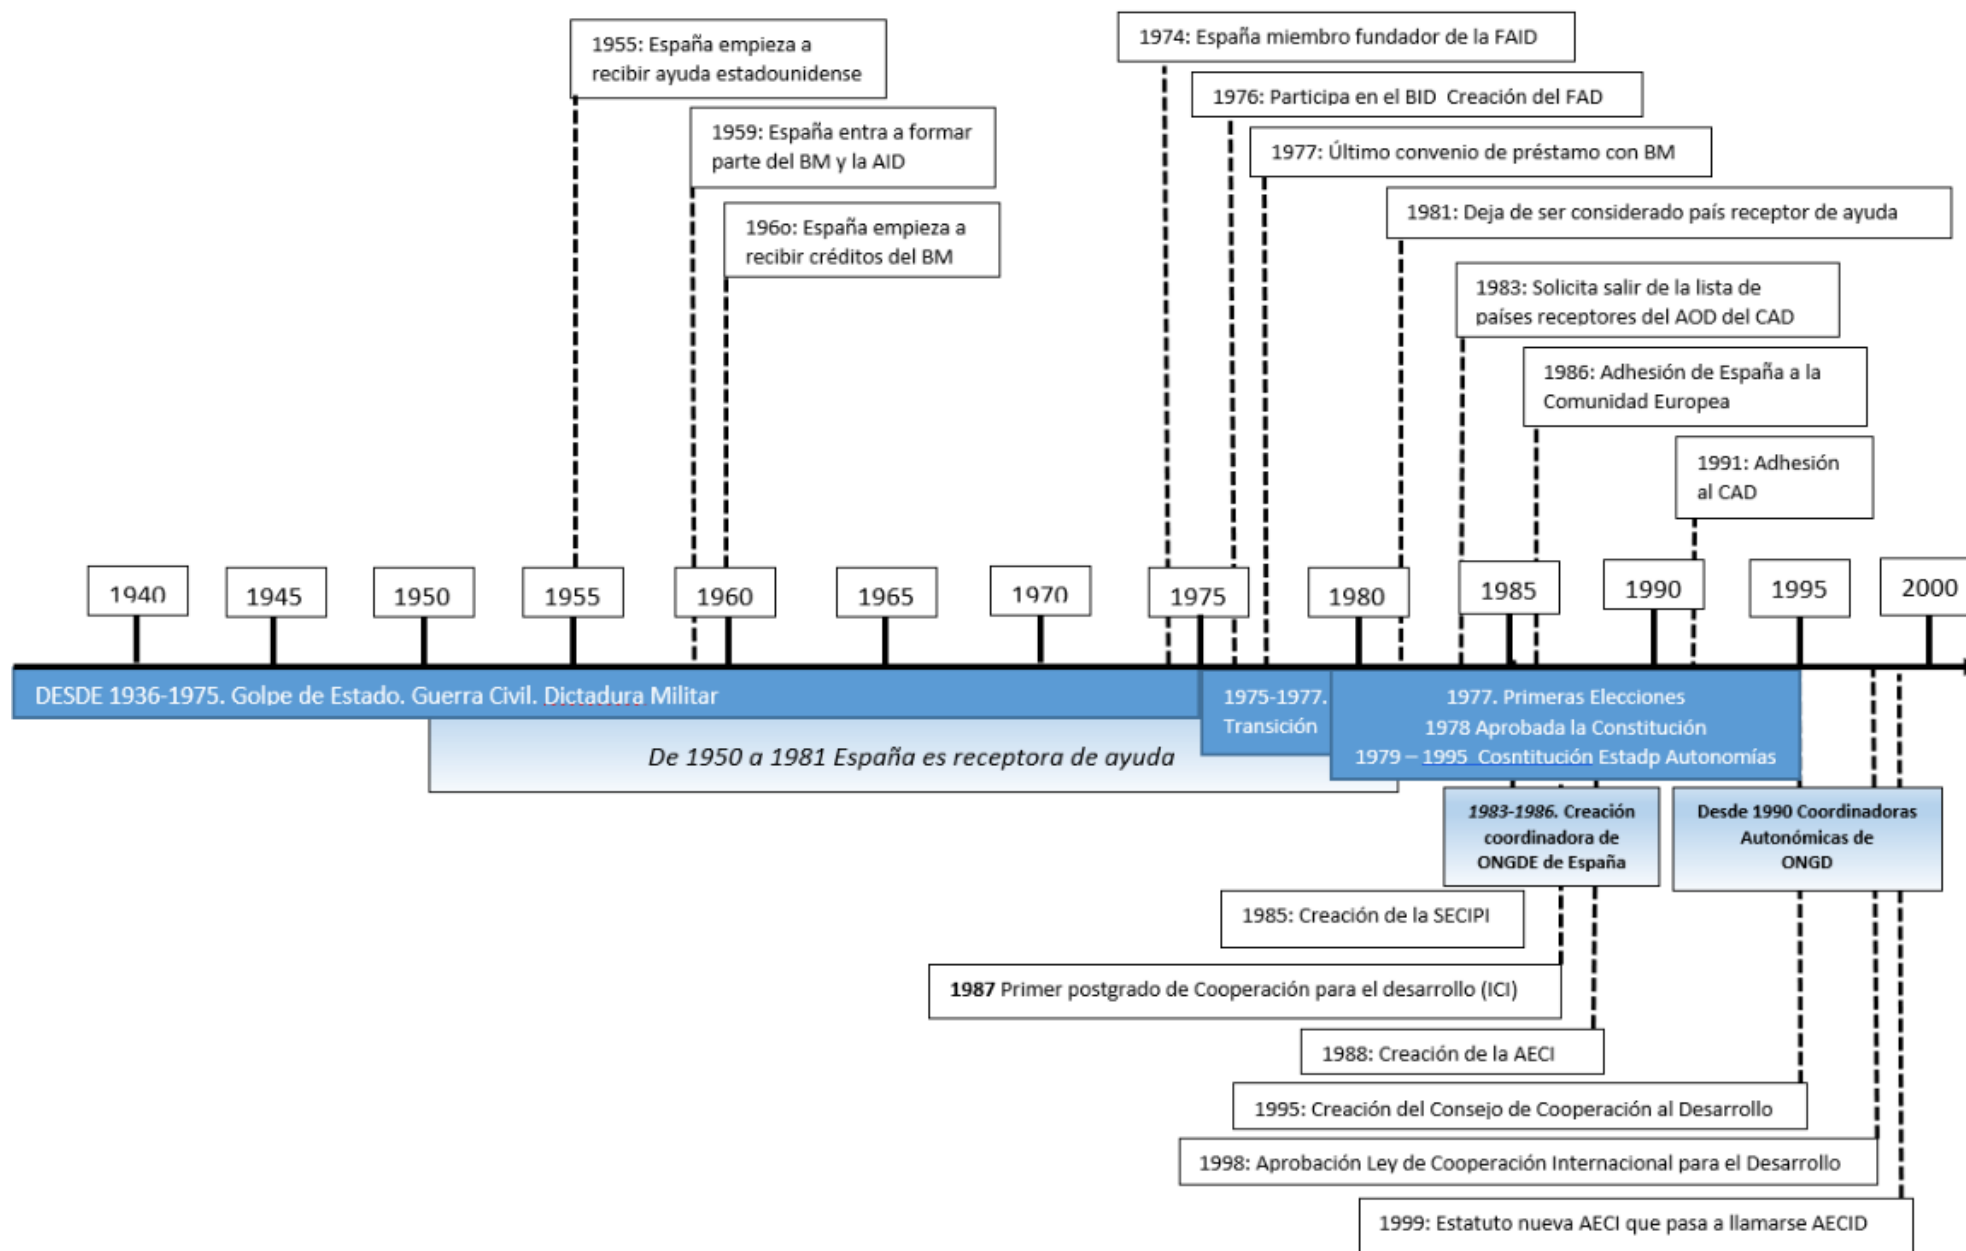 1955: España empieza a
recibir ayuda estadounidense
1959: España entra a formar
parte del BM y la AID
196o: España empieza a
recibir créditos del BM
1974: España miembro fundador de la FAID
1976: Participa en el BID Creación del FAD
1977: Último convenio de préstamo con BM
1981: Deja de ser considerado país receptor de ayuda
1983: Solicita salir de la lista de
países receptores del AOD del CAD
1986: Adhesión de España a la
Comunidad Europea
1991: Adhesión
al CAD
1940
1945
1950
1955
1960
1965
1970
1975
1980
1985
1990
1995
2000
DESDE 1936-1975. Golpe de Estado. Guerra Civil. Dictadura Militar
1975-1977.
Transición
1977. Primeras Elecciones
1978 Aprobada la Constitución
1979 – 1995 Cosntitución Estadp Autonomías
De 1950 a 1981 España es receptora de ayuda
1983-1986. Creación
coordinadora de
ONGDE de España
Desde 1990 Coordinadoras
Autonómicas de
ONGD
1985: Creación de la SECIPI
1987 Primer postgrado de Cooperación para el desarrollo (ICI)
1988: Creación de la AECI
1995: Creación del Consejo de Cooperación al Desarrollo
1998: Aprobación Ley de Cooperación Internacional para el Desarrollo
1999: Estatuto nueva AECI que pasa a llamarse AECID